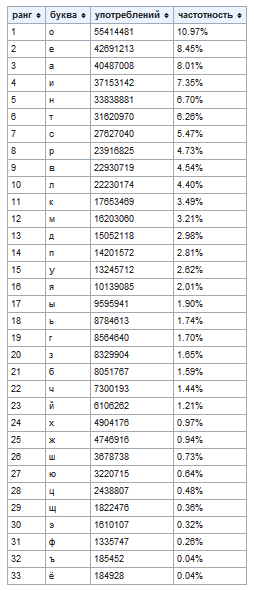 ранг буква употреблений частотность
1 о 55414481 10.97%
2 е 42691213 8.45%
3 а 40487008 8.01%
4 и 37153142 7.35%
5 н 33838881 6.70%
6 т 31620970 6.26%
7 с 27627040 5.47%
8 р 23916825 4.73%
9 в 22930719 4.54%
10 л 22230174 4.40%
11 к 17653469 3.49%
12 м 16203060 3.21%
13 д 15052118 2.98%
14 п 14201572 2.81%
15 у 13245712 2.62%
16 я 10139085 2.01%
17 ы 9595941 1.90%
18 ь 8784613 1.74%
19 г 8564640 1.70%
20 з 8329904 1.65%
21 б 8051767 1.59%
22 ч 7300193 1.44%
23 й 6106262 1.21%
24 х 4904176 0.97%
25 ж 4746916 0.94%
26 ш 3678738 0.73%
27 ю 3220715 0.64%
28 ц 2438807 0.48%
29 щ 1822476 0.36%
30 э 1610107 0.32%
31 ф 1335747 0.26%
32 ъ 185452 0.04%
33 ё 184928 0.04%